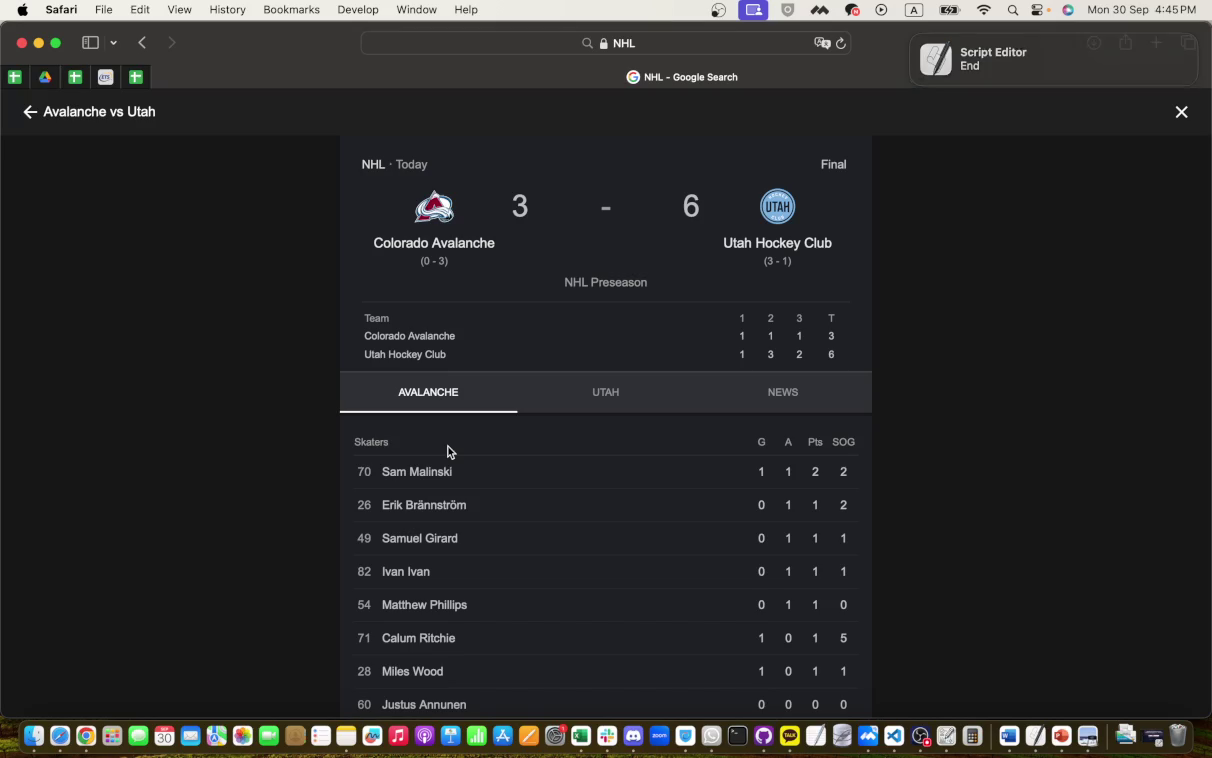 Safari File Edit View History Bookmarks Develop Window Help Mon 30 Sep 4:45 PM
NHL
Script Editor
End
NHL - Google Search
Avalanche vs Utah
NHL · Today Final
3 - 6
UTAH
Colorado Avalanche Utah Hockey Club
(0 - 3) (3 - 1)
NHL Preseason
Team 1 2 3 T
Colorado Avalanche 1 1 1 3
Utah Hockey Club 1 3 2 6
AVALANCHE UTAH NEWS
Skaters G A Pts SOG
70 Sam Malinski 1 1 2 2
26 Erik Brännström 0 1 1 2
49 Samuel Girard 0 1 1 1
82 Ivan Ivan 0 1 1 1
54 Matthew Phillips 0 1 1 0
71 Calum Ritchie 1 0 1 5
28 Miles Wood 1 0 1 1
60 Justus Annunen 0 0 0 0